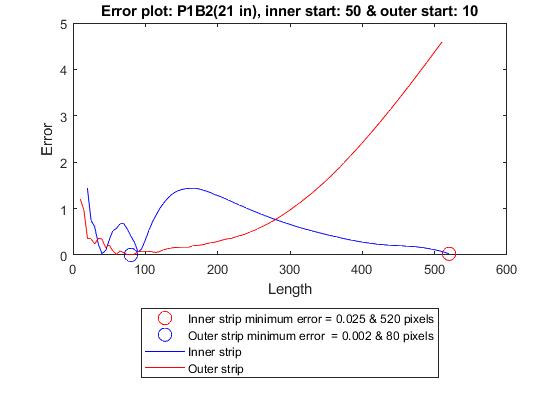 Error plot: P1B2(21 in), inner start: 50 & outer start: 10
5
4
3
2
1
0
Error
0 100 200 300 400 500 600
Length
Inner strip minimum error = 0.025 & 520 pixels
Outer strip minimum error = 0.002 & 80 pixels
Inner strip
Outer strip